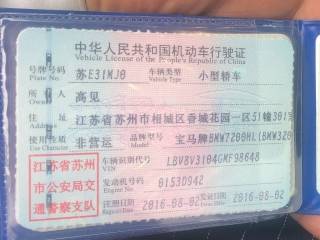 中华人民共和国机动车行驶证
Vehicle License of the People's Republic of China
号牌号码 苏E31MJ0 车辆类型 小型轿车
Plate No. Vehicle Type
所有人 高见
Owner
住址 江苏省苏州市相城区香城花园一区51幢301室
使用性质 非营运 品牌型号 宝马牌BMW7200HL(BMW320
Use Character Model
江苏省苏州
市公安局交
通警察支队
车辆识别代号 LBV8V3104GMF98648
VIN
发动机号码 0153D942
Engine No.
注册日期 2016-08-02 发证日期 2016-08-02